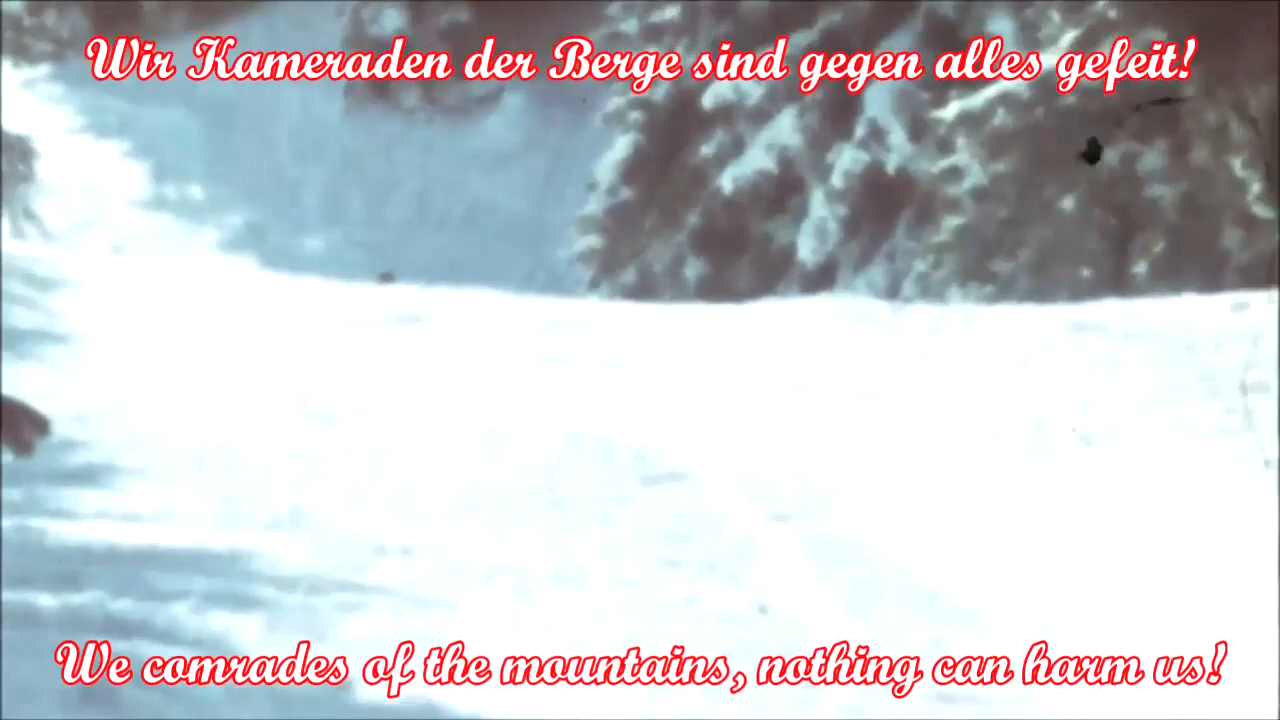 Wir Kameraden der Berge sind gegen alles gefeit!
We comrades of the mountains, nothing can harm us!